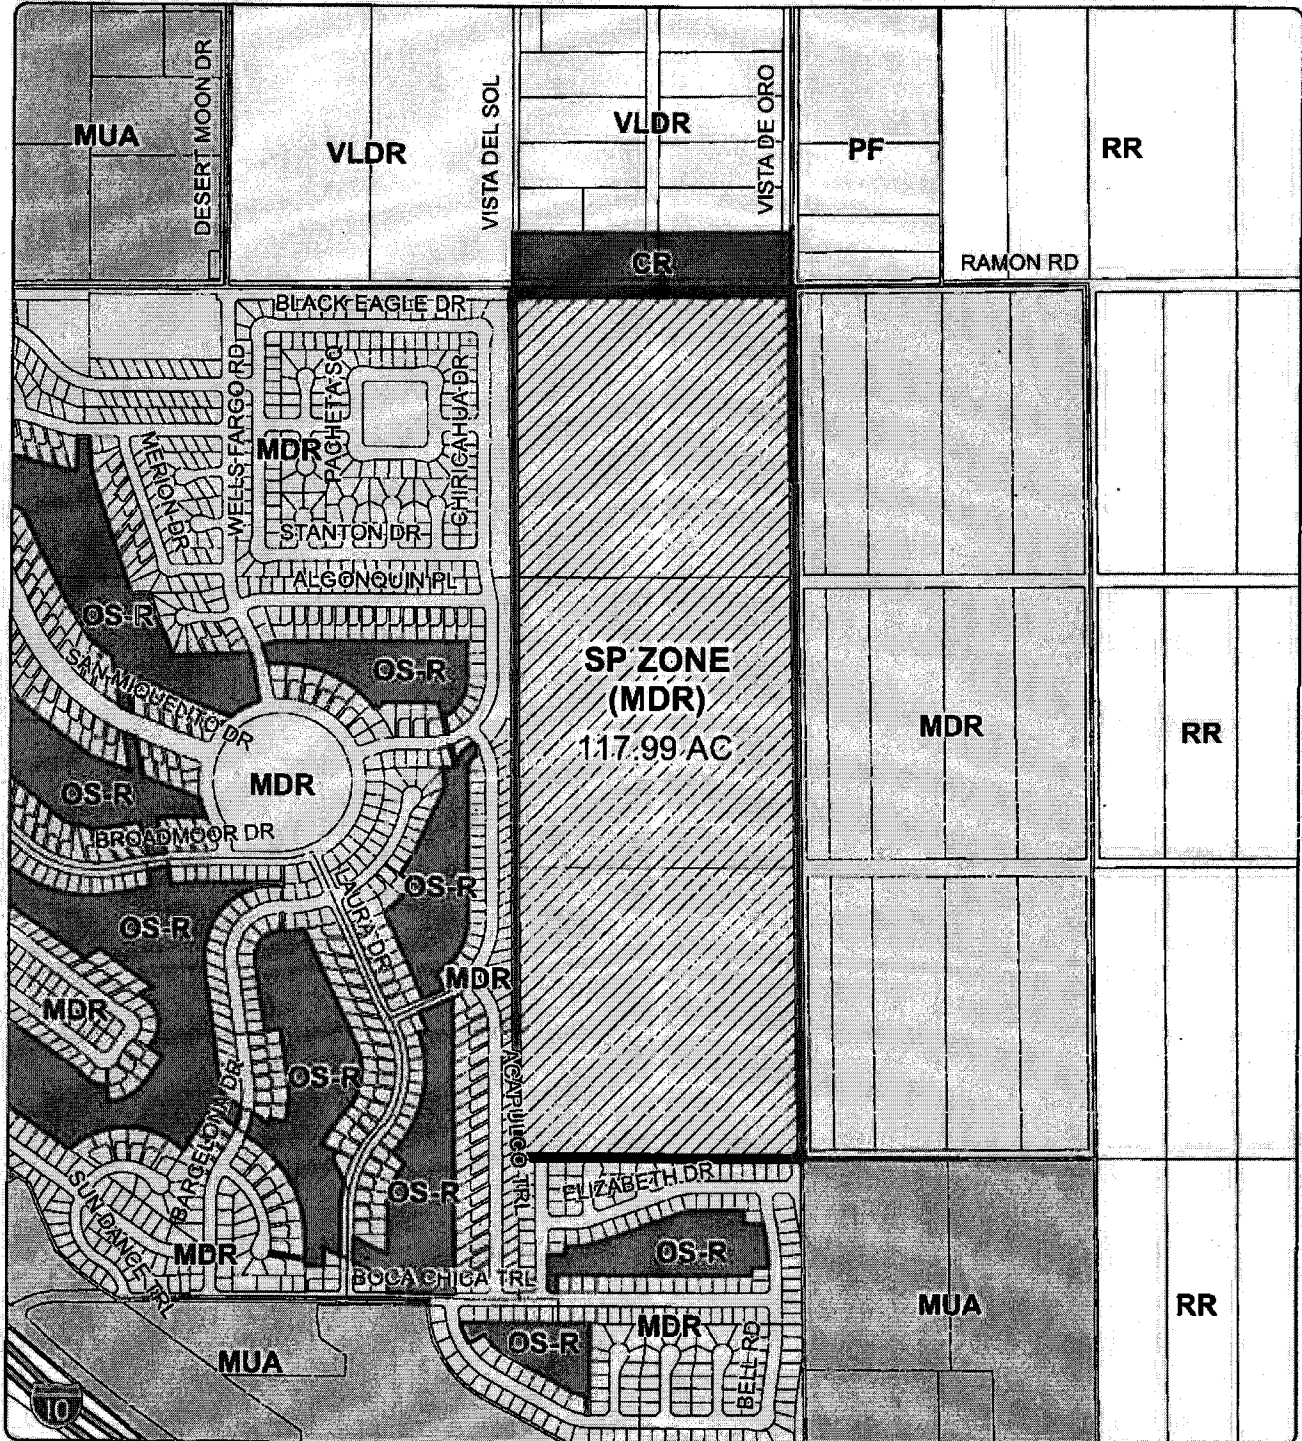 MUA
DESERT MOON DR
VLDR
VISTA DEL SOL
VLDR
VISTA DE ORO
PF
RR
CR
RAMON RD
BLACK EAGLE DR
WELLS FARGO RD
PACHETA SQ
CHIRICAHUA DR
MDR
MERION DR
STANTON DR
ALGONQUIN PL
OS-R
SAN MIQUENTO DR
OS-R
SP ZONE
(MDR)
117.99 AC
MDR
RR
MDR
OS-R
BROADMOOR DR
LAURA DR
OS-R
OS-R
MDR
MDR
OS-R
BARCELONA DR
ACAPULCO TRL
SUN DANCE TRL
OS-R
ELIZABETH DR
MDR
OS-R
BOCA CHICA TRL
MUA
RR
MDR
OS-R
BELL RD
MUA
10